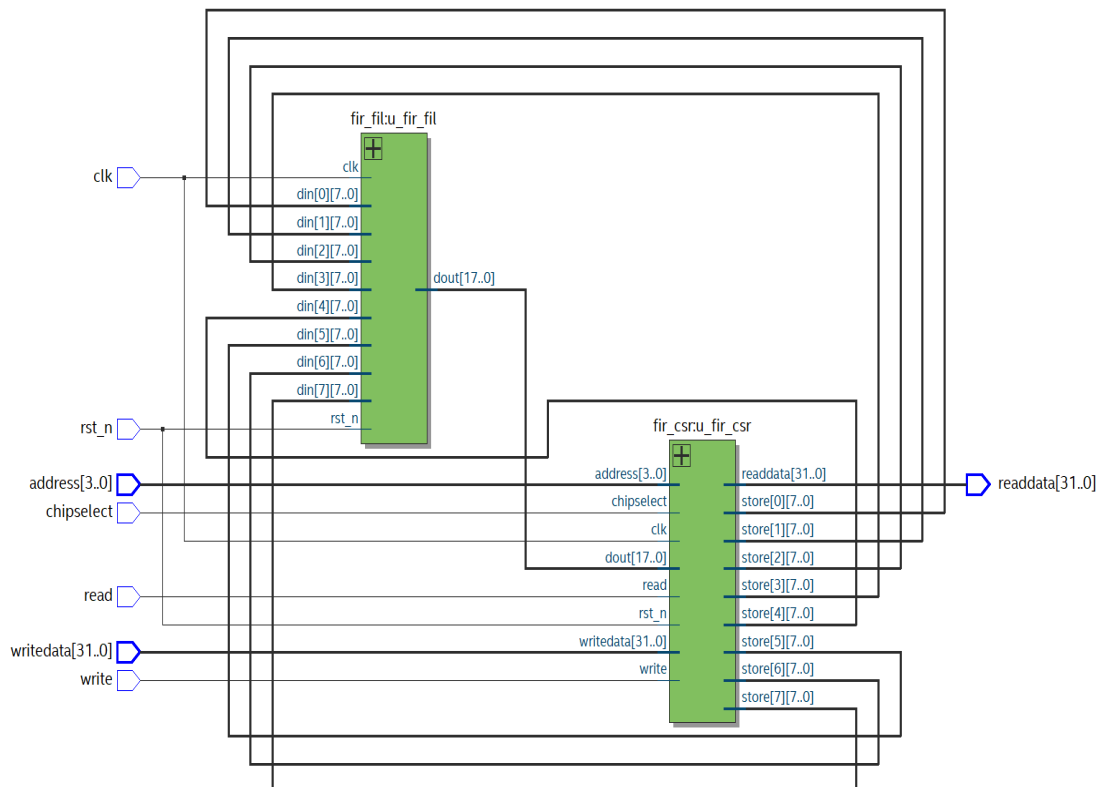 fir_fil:u_fir_fil
clk
clk
din[0][7..0]
din[1][7..0]
din[2][7..0]
din[3][7..0]
dout[17..0]
din[4][7..0]
din[5][7..0]
din[6][7..0]
din[7][7..0]
rst_n
rst_n
fir_csr:u_fir_csr
address[3..0]
address[3..0]
readdata[31..0]
readdata[31..0]
chipselect
chipselect
store[0][7..0]
clk
store[1][7..0]
dout[17..0]
store[2][7..0]
read
read
store[3][7..0]
rst_n
store[4][7..0]
writedata[31..0]
writedata[31..0]
store[5][7..0]
write
write
store[6][7..0]
store[7][7..0]